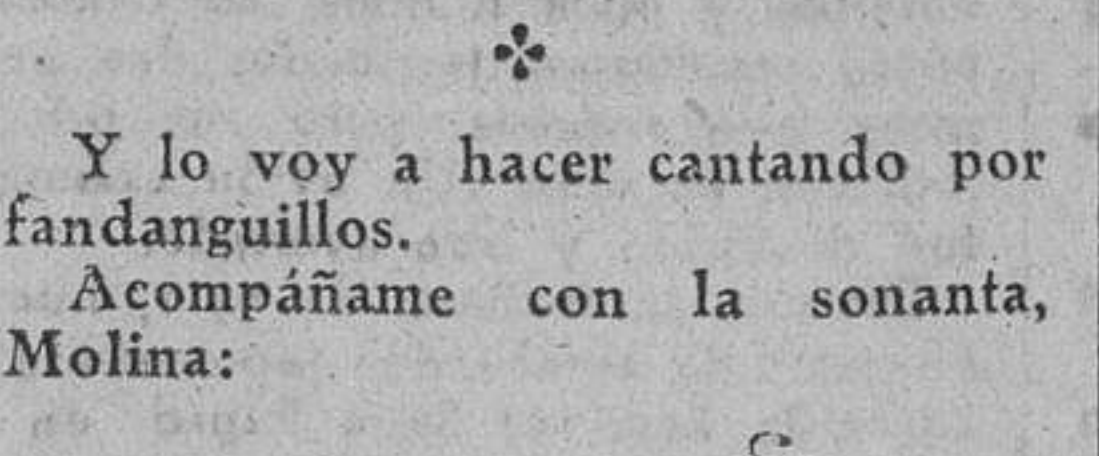 Y lo voy a hacer cantando por
fandanguillos.
Acompáñame con la sonanta,
Molina: